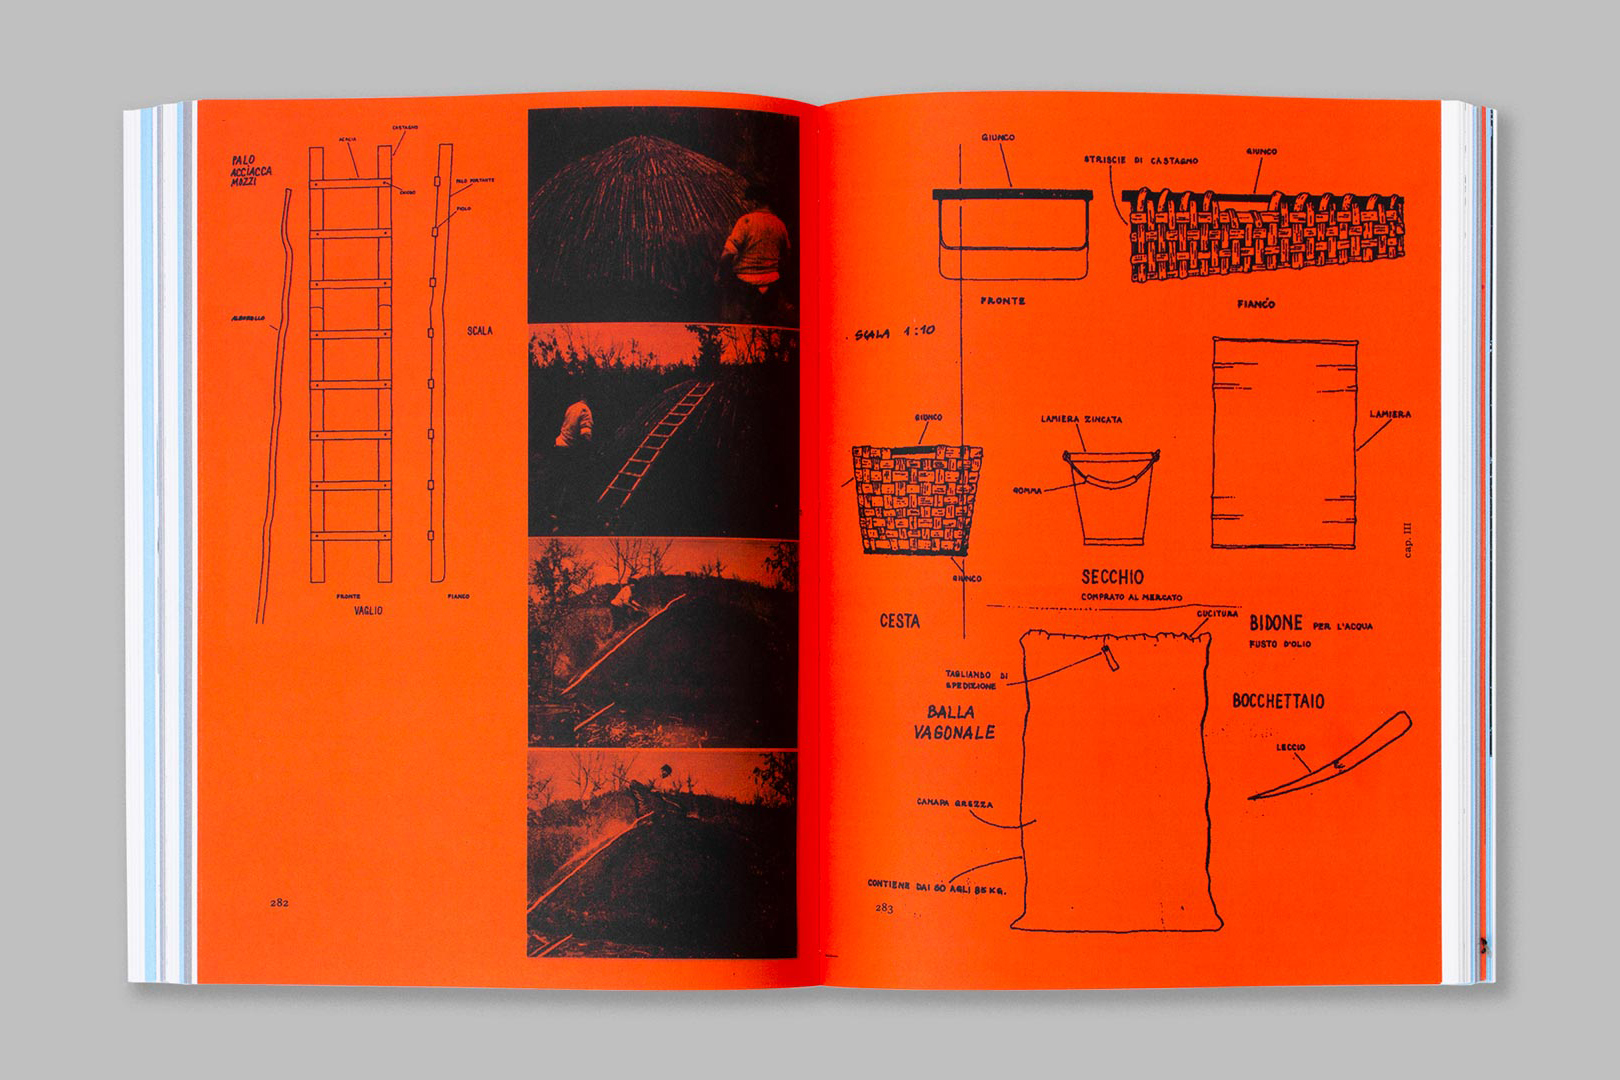 PALO
ACCIACCA
MOZZI
ACACIA
CASTAGNO
CHIODO
PALO PORTANTE
PIOLO
ALBERELLO
SCALA
FRONTE
FIANCO
VAGLIO
282
GIUNCO
STRISCIE DI CASTAGNO
GIUNCO
FRONTE
FIANCO
SCALA 1:10
GIUNCO
GIUNCO
CESTA
LAMIERA ZINCATA
GOMMA
SECCHIO
COMPRATO AL MERCATO
LAMIERA
BIDONE PER L'ACQUA
FUSTO D'OLIO
CUCITURA
TAGLIANDO DI
SPEDIZIONE
BALLA
VAGONALE
CANAPA GREZZA
CONTIENE DAI 60 AGLI 85 KG.
BOCCHETTAIO
LECCIO
283
cap. III